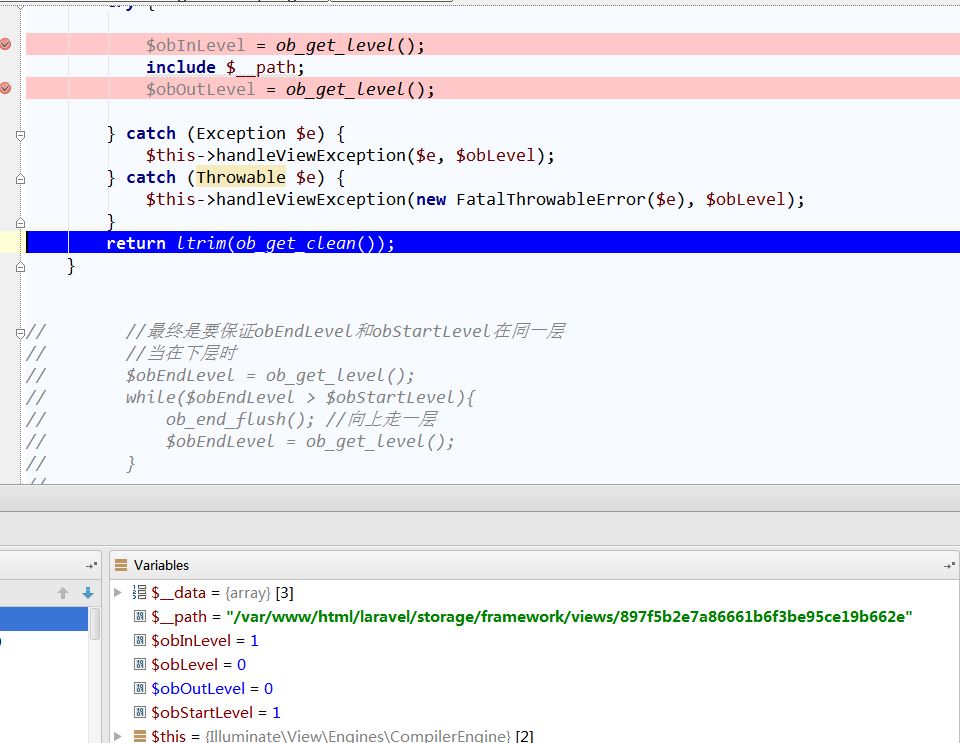 $obInLevel = ob_get_level();
include $__path;
$obOutLevel = ob_get_level();
} catch (Exception $e) {
$this->handleViewException($e, $obLevel);
} catch (Throwable $e) {
$this->handleViewException(new FatalThrowableError($e), $obLevel);
}
return ltrim(ob_get_clean());
}
// //最终是要保证obEndLevel和obStartLevel在同一层
// //当在下层时
// $obEndLevel = ob_get_level();
// while($obEndLevel > $obStartLevel){
// ob_end_flush(); //向上走一层
// $obEndLevel = ob_get_level();
// }
//
Variables
$__data = {array} [3]
$__path = "/var/www/html/laravel/storage/framework/views/897f5b2e7a86661b6f3be95ce19b662e"
$obInLevel = 1
$obLevel = 0
$obOutLevel = 0
$obStartLevel = 1
$this = {Illuminate\View\Engines\CompilerEngine} [2]